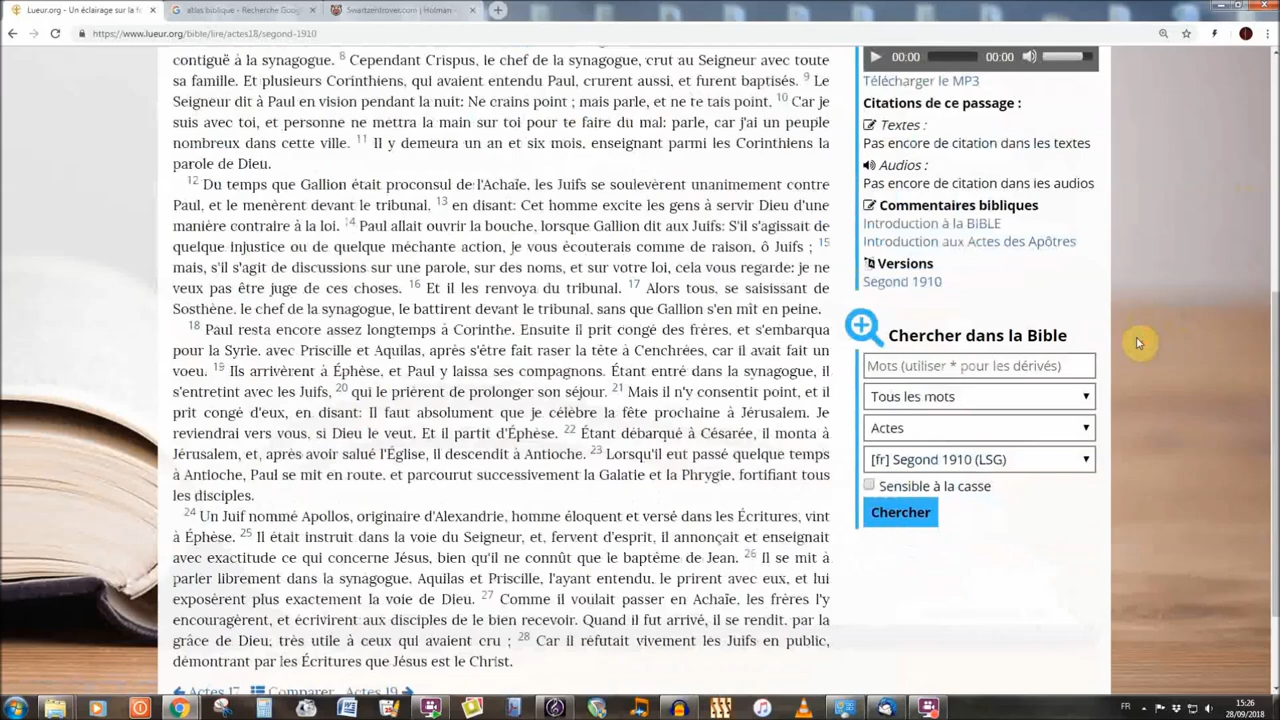 Lueur.org - Un éclairage sur la fo
atlas biblique - Recherche Goog
Swartzentrover.com | Holman -
https://www.lueur.org/bible/lire/actes18/segond-1910
contiguë à la synagogue. 8 Cependant Crispus, le chef de la synagogue, crut au Seigneur avec toute
sa famille. Et plusieurs Corinthiens, qui avaient entendu Paul, crurent aussi, et furent baptisés. 9 Le
Seigneur dit à Paul en vision pendant la nuit: Ne crains point ; mais parle, et ne te tais point, 10 Car je
suis avec toi, et personne ne mettra la main sur toi pour te faire du mal: parle, car j'ai un peuple
nombreux dans cette ville. 11 Il y demeura un an et six mois, enseignant parmi les Corinthiens la
parole de Dieu.
12 Du temps que Gallion était proconsul de l'Achaïe, les Juifs se soulevèrent unanimement contre
Paul, et le menèrent devant le tribunal, 13 en disant: Cet homme excite les gens à servir Dieu d'une
manière contraire à la loi. 14 Paul allait ouvrir la bouche, lorsque Gallion dit aux Juifs: S'il s'agissait de
quelque injustice ou de quelque méchante action, je vous écouterais comme de raison, ô Juifs ; 15
mais, s'il s'agit de discussions sur une parole, sur des noms, et sur votre loi, cela vous regarde: je ne
veux pas être juge de ces choses. 16 Et il les renvoya du tribunal. 17 Alors tous, se saisissant de
Sosthène, le chef de la synagogue, le battirent devant le tribunal, sans que Gallion s'en mît en peine.
18 Paul resta encore assez longtemps à Corinthe. Ensuite il prit congé des frères, et s'embarqua
pour la Syrie, avec Priscille et Aquilas, après s'être fait raser la tête à Cenchrées, car il avait fait un
voeu. 19 Ils arrivèrent à Éphèse, et Paul y laissa ses compagnons. Étant entré dans la synagogue, il
s'entretint avec les Juifs, 20 qui le prièrent de prolonger son séjour. 21 Mais il n'y consentit point, et il
prit congé d'eux, en disant: Il faut absolument que je célèbre la fête prochaine à Jérusalem. Je
reviendrai vers vous, si Dieu le veut. Et il partit d'Éphèse. 22 Étant débarqué à Césarée, il monta à
Jérusalem, et, après avoir salué l'Église, il descendit à Antioche. 23 Lorsqu'il eut passé quelque temps
à Antioche, Paul se mit en route, et parcourut successivement la Galatie et la Phrygie, fortifiant tous
les disciples.
24 Un Juif nommé Apollos, originaire d'Alexandrie, homme éloquent et versé dans les Écritures, vint
à Éphèse. 25 Il était instruit dans la voie du Seigneur, et, fervent d'esprit, il annonçait et enseignait
avec exactitude ce qui concerne Jésus, bien qu'il ne connût que le baptême de Jean. 26 Il se mit à
parler librement dans la synagogue, Aquilas et Priscille, l'ayant entendu, le prirent avec eux, et lui
exposèrent plus exactement la voie de Dieu. 27 Comme il voulait passer en Achaïe, les frères l'y
encouragèrent, et écrivirent aux disciples de le bien recevoir. Quand il fut arrivé, il se rendit, par la
grâce de Dieu, très utile à ceux qui avaient cru ; 28 Car il réfutait vivement les Juifs en public,
démontrant par les Écritures que Jésus est le Christ.
Actes 17 Comparer Actes 19
00:00 00:00
Télécharger le MP3
Citations de ce passage :
Textes :
Pas encore de citation dans les textes
Audios :
Pas encore de citation dans les audios
Commentaires bibliques
Introduction à la BIBLE
Introduction aux Actes des Apôtres
Versions
Segond 1910
Chercher dans la Bible
Mots (utiliser * pour les dérivés)
Tous les mots
Actes
[fr] Segond 1910 (LSG)
Sensible à la casse
Chercher
FR
15:26
28/09/2018